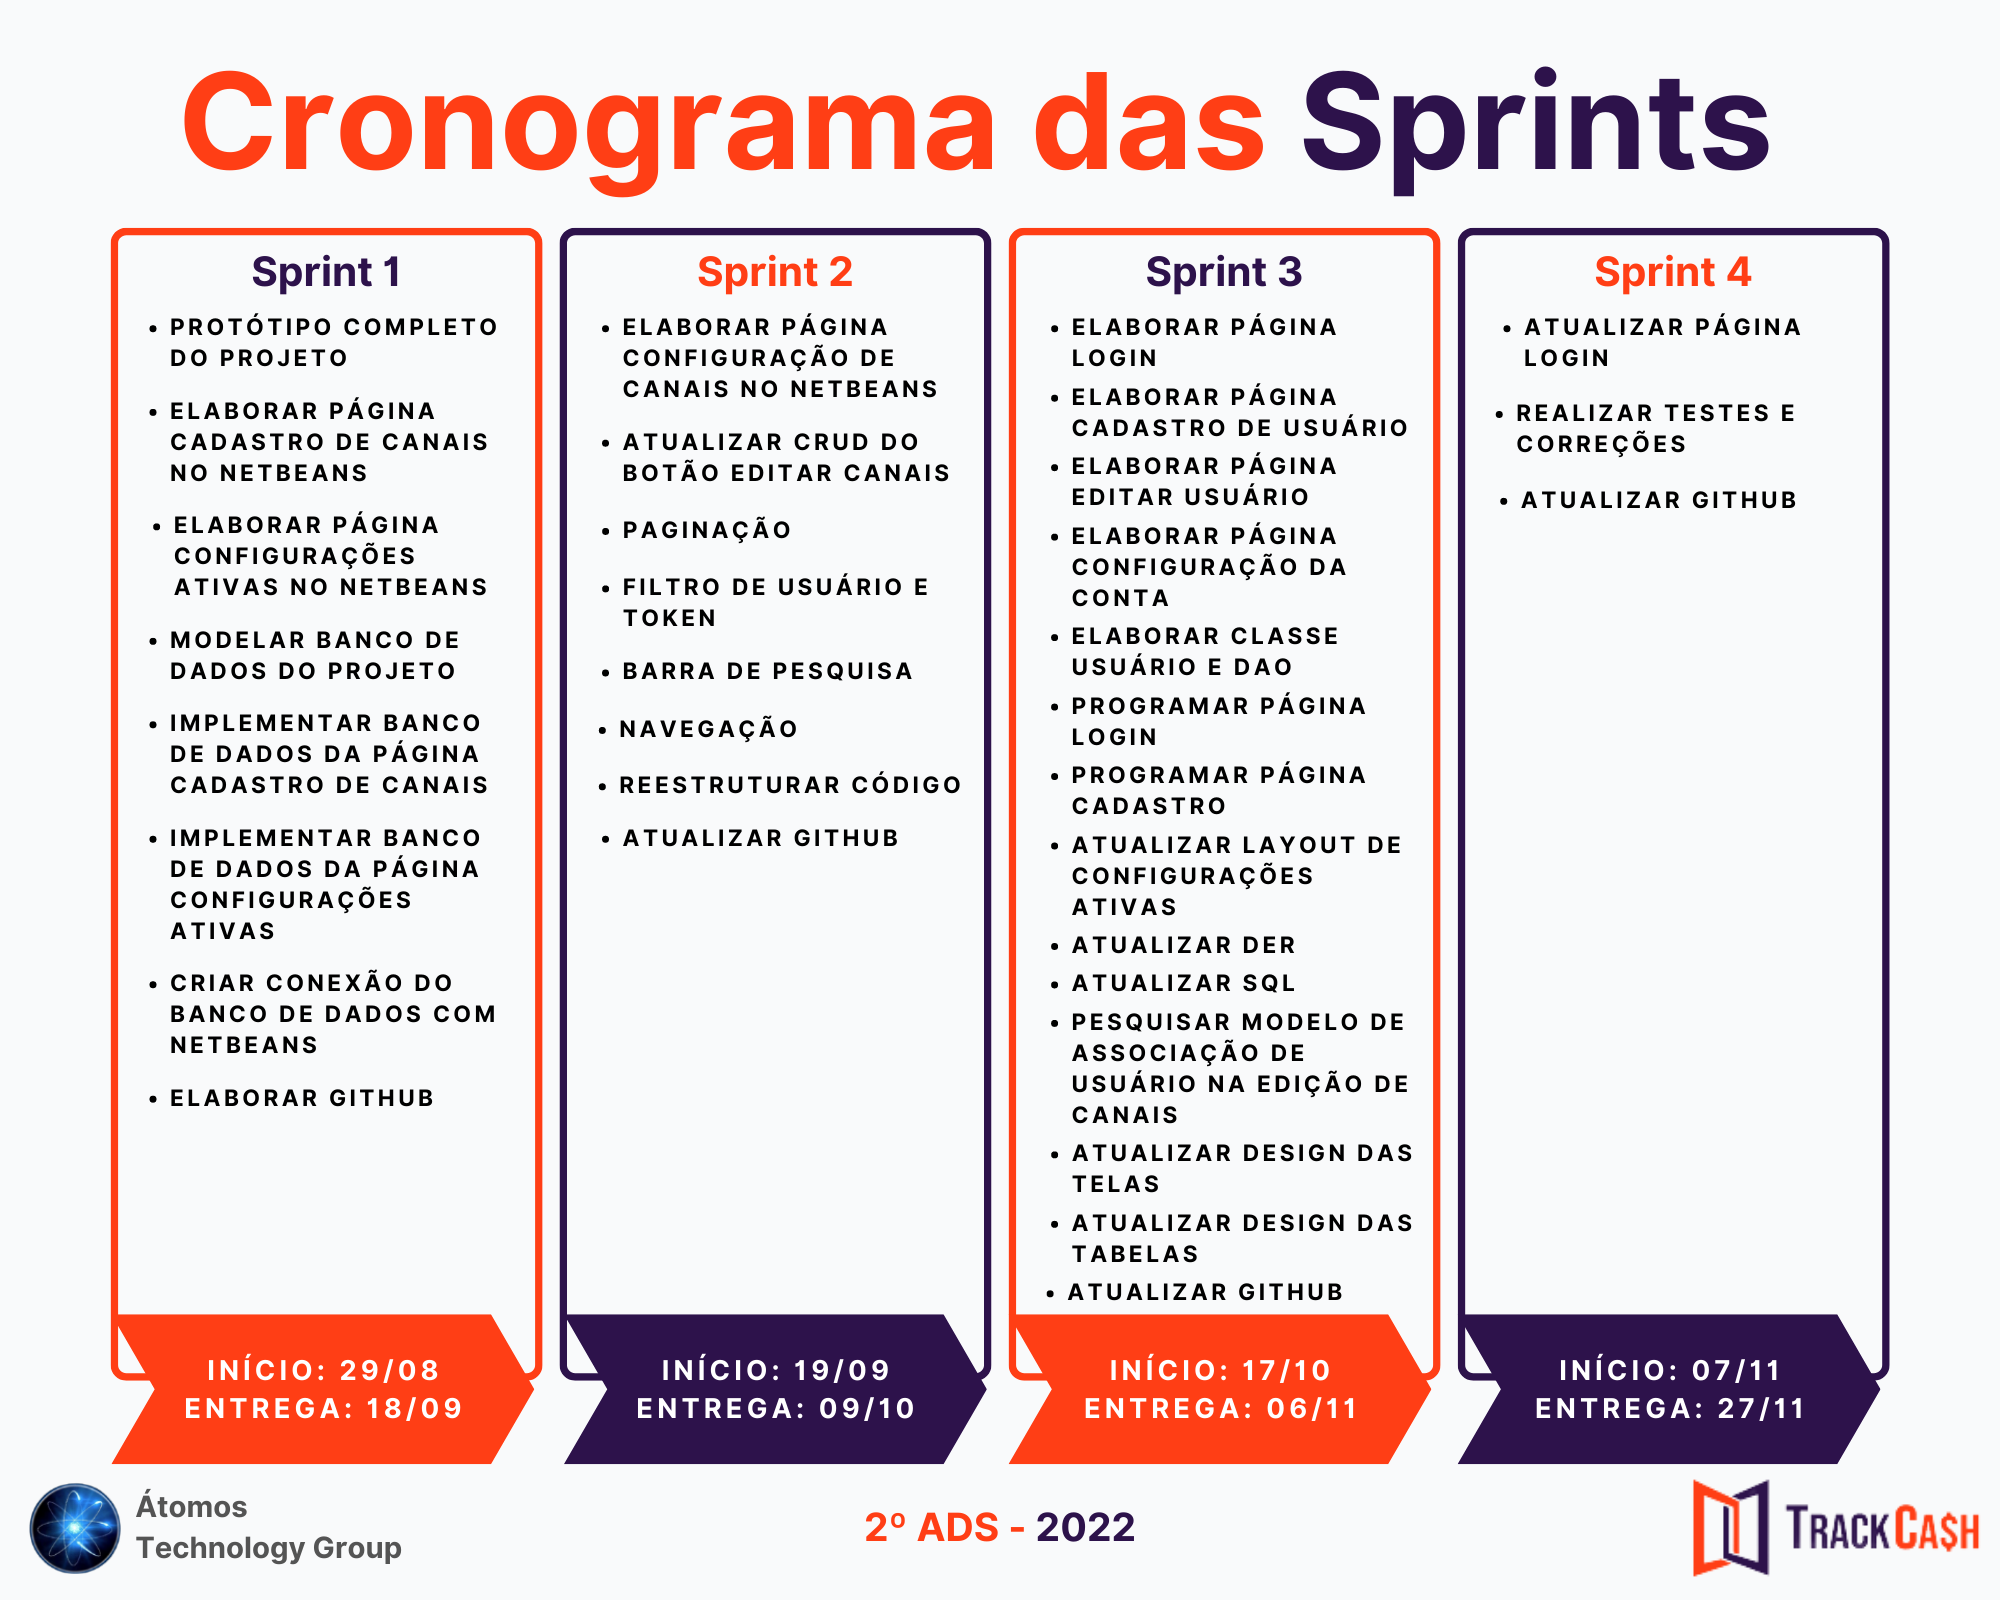 Cronograma das Sprints
Sprint 1
• PROTÓTIPO COMPLETO
DO PROJETO
• ELABORAR PÁGINA
CADASTRO DE CANAIS
NO NETBEANS
• ELABORAR PÁGINA
CONFIGURAÇÕES
ATIVAS NO NETBEANS
• MODELAR BANCO DE
DADOS DO PROJETO
• IMPLEMENTAR BANCO
DE DADOS DA PÁGINA
CADASTRO DE CANAIS
• IMPLEMENTAR BANCO
DE DADOS DA PÁGINA
CONFIGURAÇÕES
ATIVAS
• CRIAR CONEXÃO DO
BANCO DE DADOS COM
NETBEANS
• ELABORAR GITHUB
INÍCIO: 29/08
ENTREGA: 18/09
Sprint 2
• ELABORAR PÁGINA
CONFIGURAÇÃO DE
CANAIS NO NETBEANS
• ATUALIZAR CRUD DO
BOTÃO EDITAR CANAIS
• PAGINAÇÃO
• FILTRO DE USUÁRIO E
TOKEN
• BARRA DE PESQUISA
• NAVEGAÇÃO
• REESTRUTURAR CÓDIGO
• ATUALIZAR GITHUB
INÍCIO: 19/09
ENTREGA: 09/10
Sprint 3
• ELABORAR PÁGINA
LOGIN
• ELABORAR PÁGINA
CADASTRO DE USUÁRIO
• ELABORAR PÁGINA
EDITAR USUÁRIO
• ELABORAR PÁGINA
CONFIGURAÇÃO DA
CONTA
• ELABORAR CLASSE
USUÁRIO E DAO
• PROGRAMAR PÁGINA
LOGIN
• PROGRAMAR PÁGINA
CADASTRO
• ATUALIZAR LAYOUT DE
CONFIGURAÇÕES
ATIVAS
• ATUALIZAR DER
• ATUALIZAR SQL
• PESQUISAR MODELO DE
ASSOCIAÇÃO DE
USUÁRIO NA EDIÇÃO DE
CANAIS
• ATUALIZAR DESIGN DAS
TELAS
• ATUALIZAR DESIGN DAS
TABELAS
• ATUALIZAR GITHUB
INÍCIO: 17/10
ENTREGA: 06/11
Sprint 4
• ATUALIZAR PÁGINA
LOGIN
• REALIZAR TESTES E
CORREÇÕES
• ATUALIZAR GITHUB
INÍCIO: 07/11
ENTREGA: 27/11
Átomos
Technology Group
2º ADS - 2022
TRACKCA$H